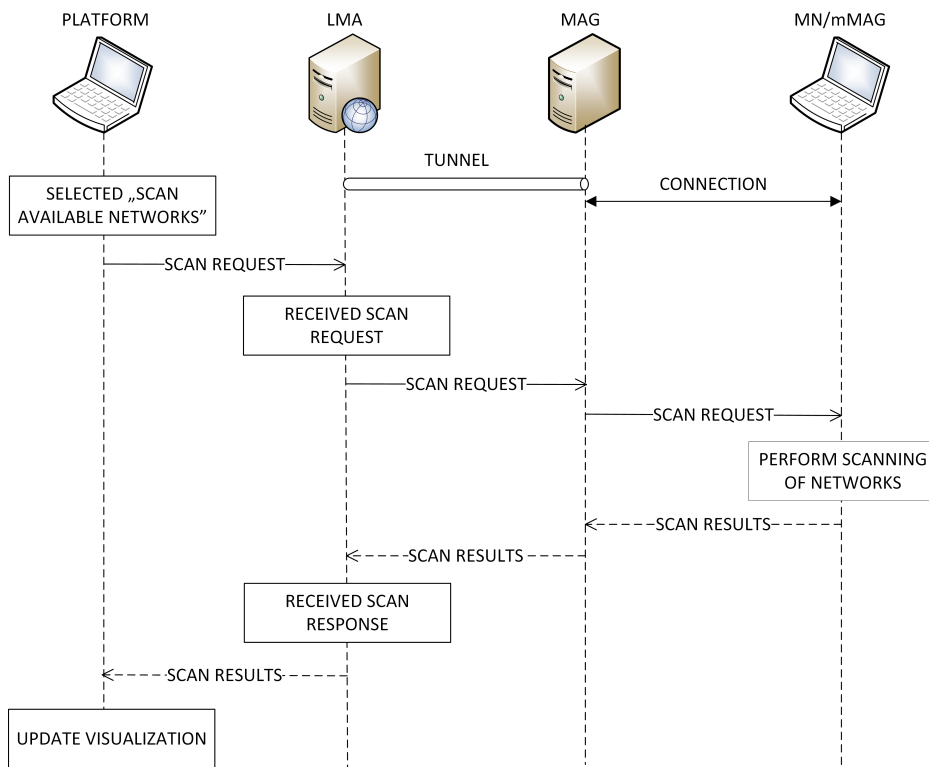 PLATFORM
LMA
MAG
MN/mMAG
TUNNEL
CONNECTION
SELECTED „SCAN
AVAILABLE NETWORKS”
SCAN REQUEST
RECEIVED SCAN
REQUEST
SCAN REQUEST
SCAN REQUEST
PERFORM SCANNING
OF NETWORKS
SCAN RESULTS
SCAN RESULTS
RECEIVED SCAN
RESPONSE
SCAN RESULTS
UPDATE VISUALIZATION